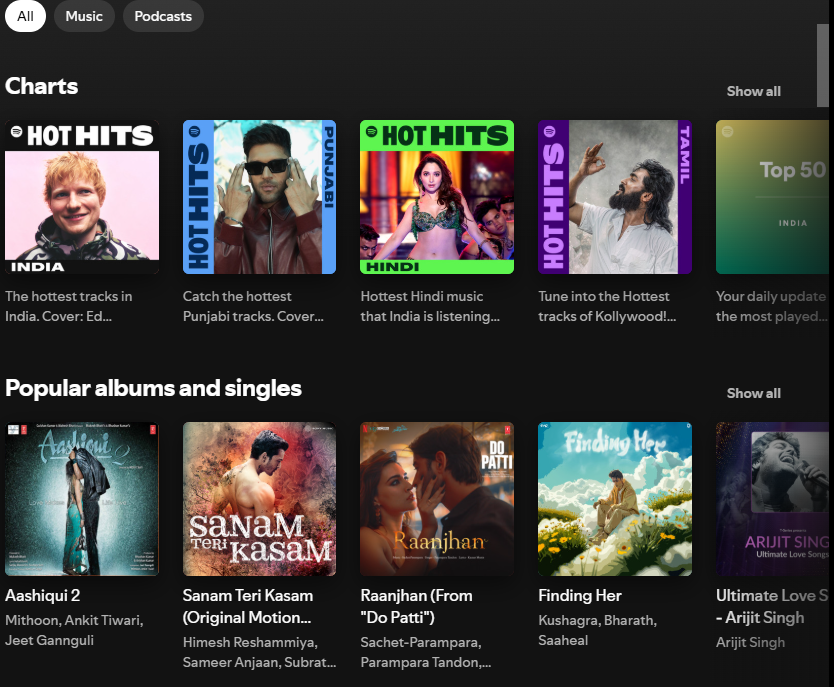 All Music Podcasts
Charts
Show all
HOT HITS
INDIA
HOT HITS
PUNJABI
HOT HITS
HINDI
HOT HITS
TAMIL
Top 50
INDIA
The hottest tracks in
India. Cover: Ed...
Catch the hottest
Punjabi tracks. Cover...
Hottest Hindi music
that India is listening...
Tune into the Hottest
tracks of Kollywood!...
Your daily update
the most played...
Popular albums and singles
Show all
Aashiqui 2
SANAM
TERI KASAM
DO
PATTI
Raanjhan
Finding Her
ARIJIT SING
Ultimate Love Songs
Aashiqui 2
Mithoon, Ankit Tiwari,
Jeet Gannguli
Sanam Teri Kasam
(Original Motion...
Himesh Reshammiya,
Sameer Anjaan, Subrat...
Raanjhan (From
"Do Patti")
Sachet-Parampara,
Parampara Tandon,...
Finding Her
Kushagra, Bharath,
Saaheal
Ultimate Love S
- Arijit Singh
Arijit Singh